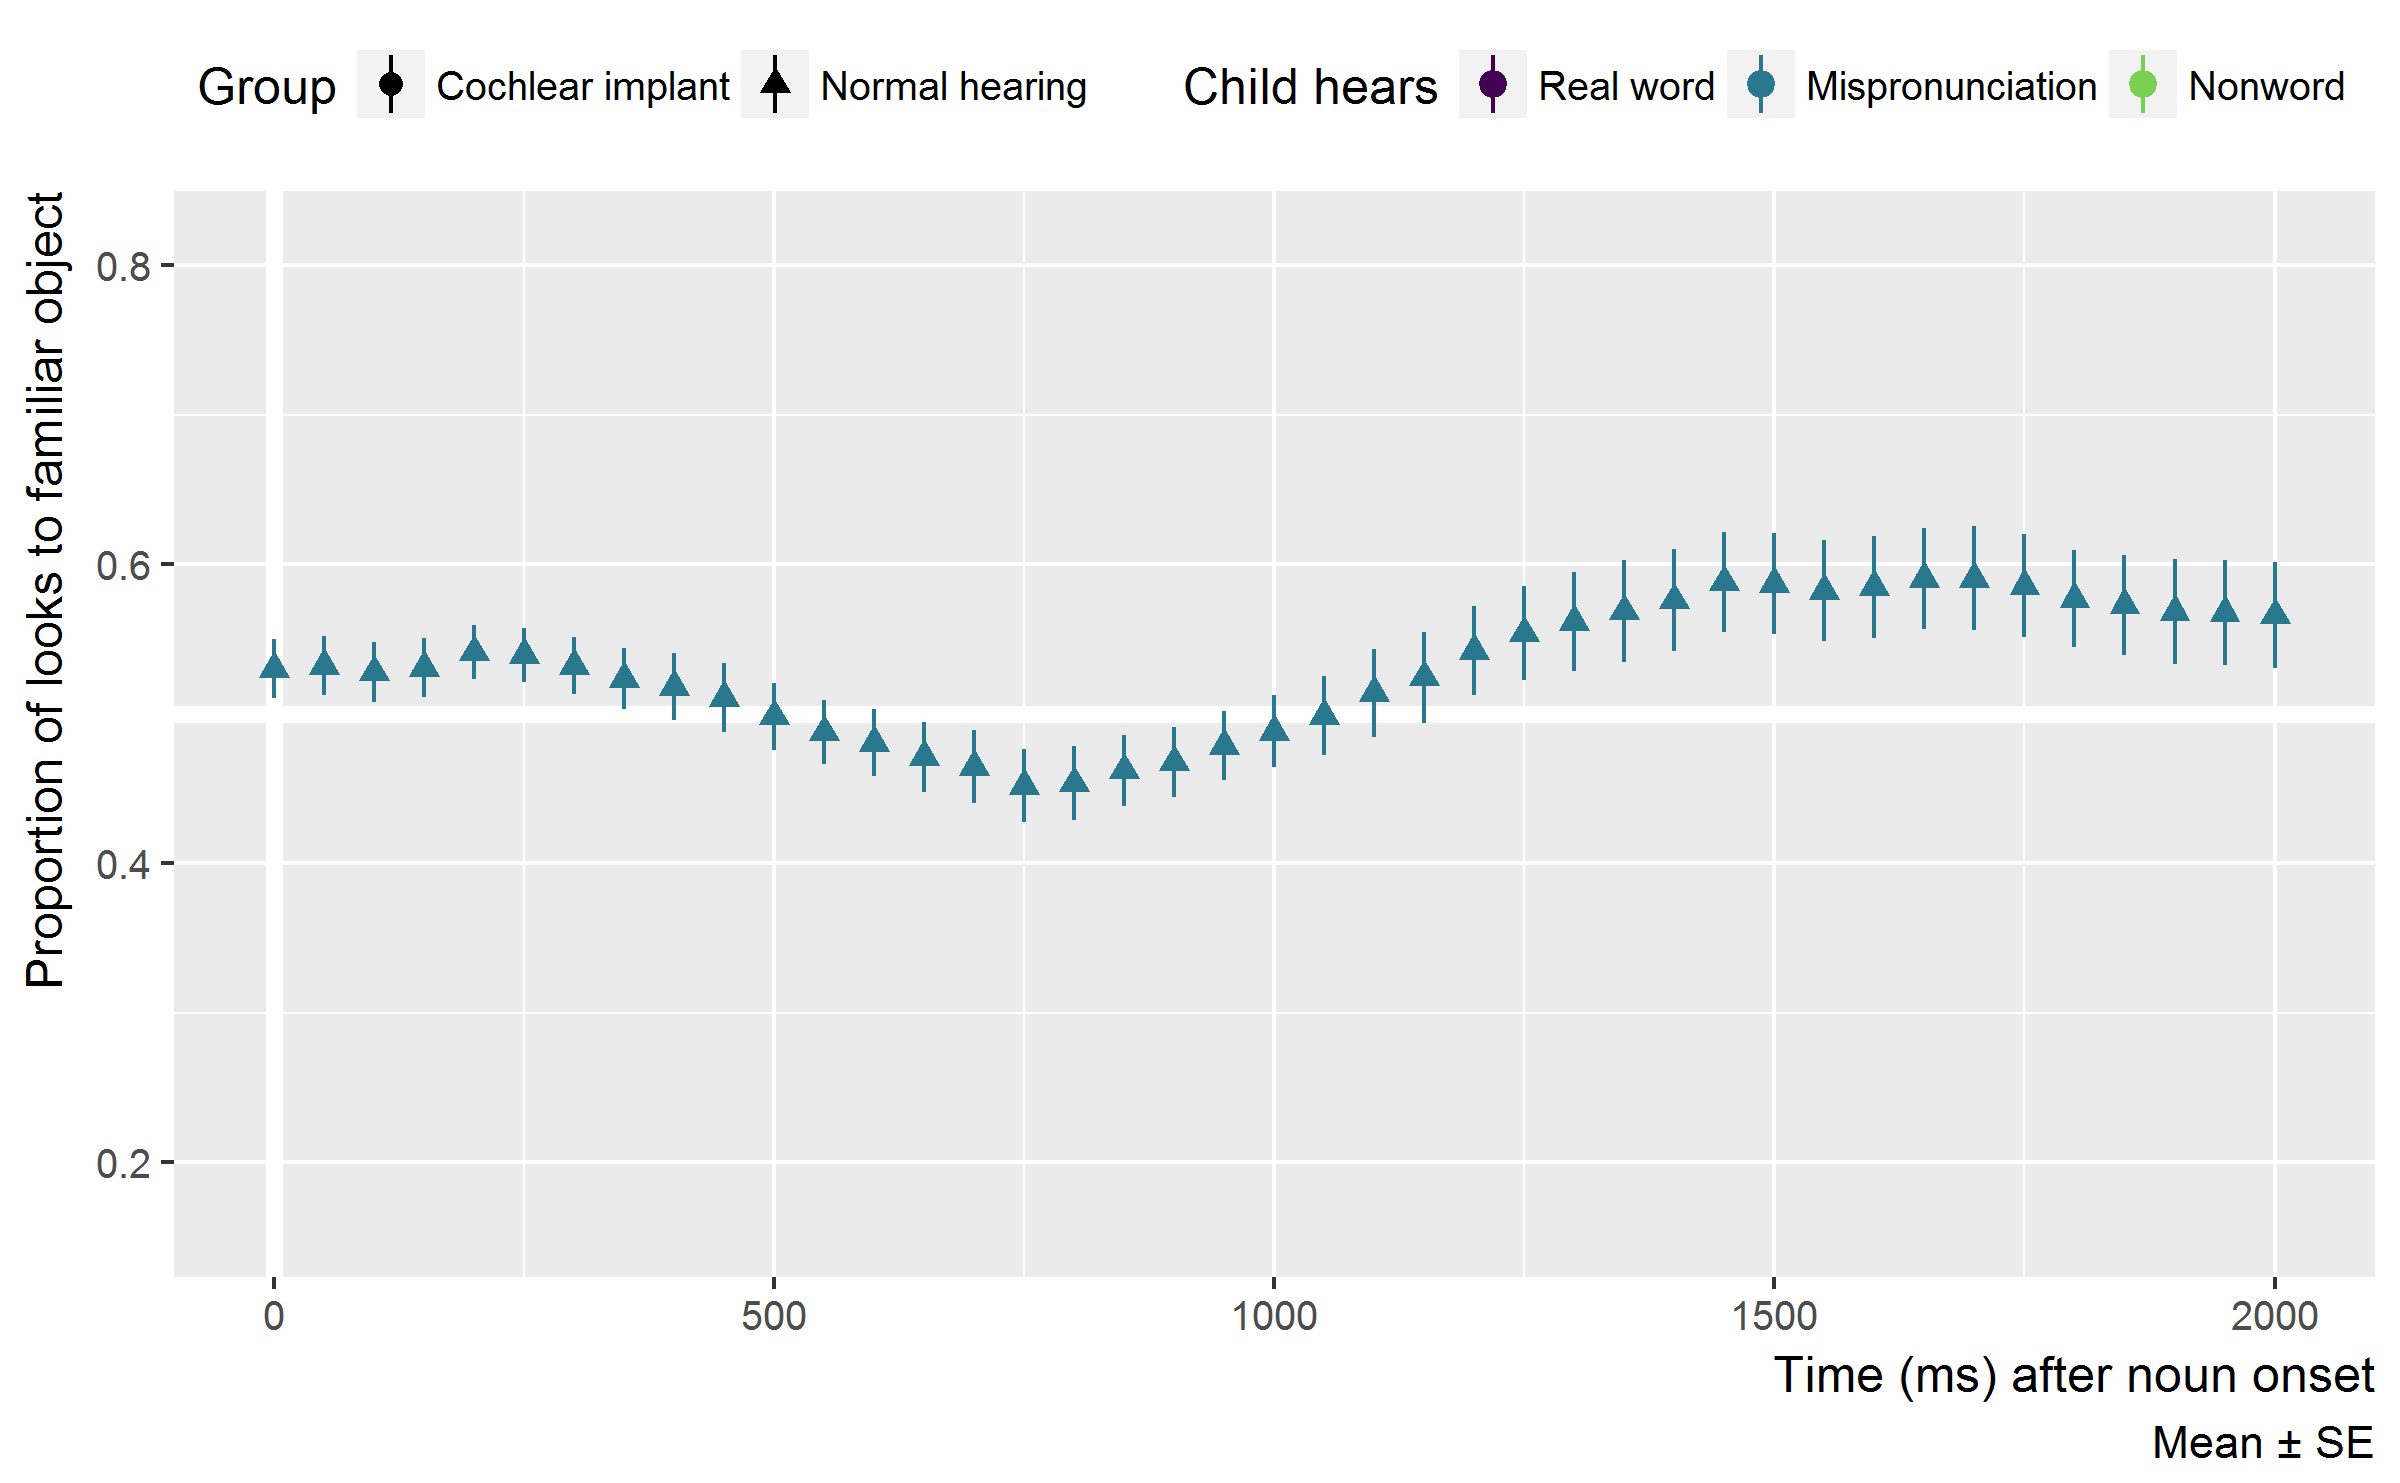 Group Cochlear implant Normal hearing Child hears Real word Mispronunciation Nonword
Proportion of looks to familiar object
0.8
0.6
0.4
0.2
0 500 1000 1500 2000
Time (ms) after noun onset
Mean ± SE